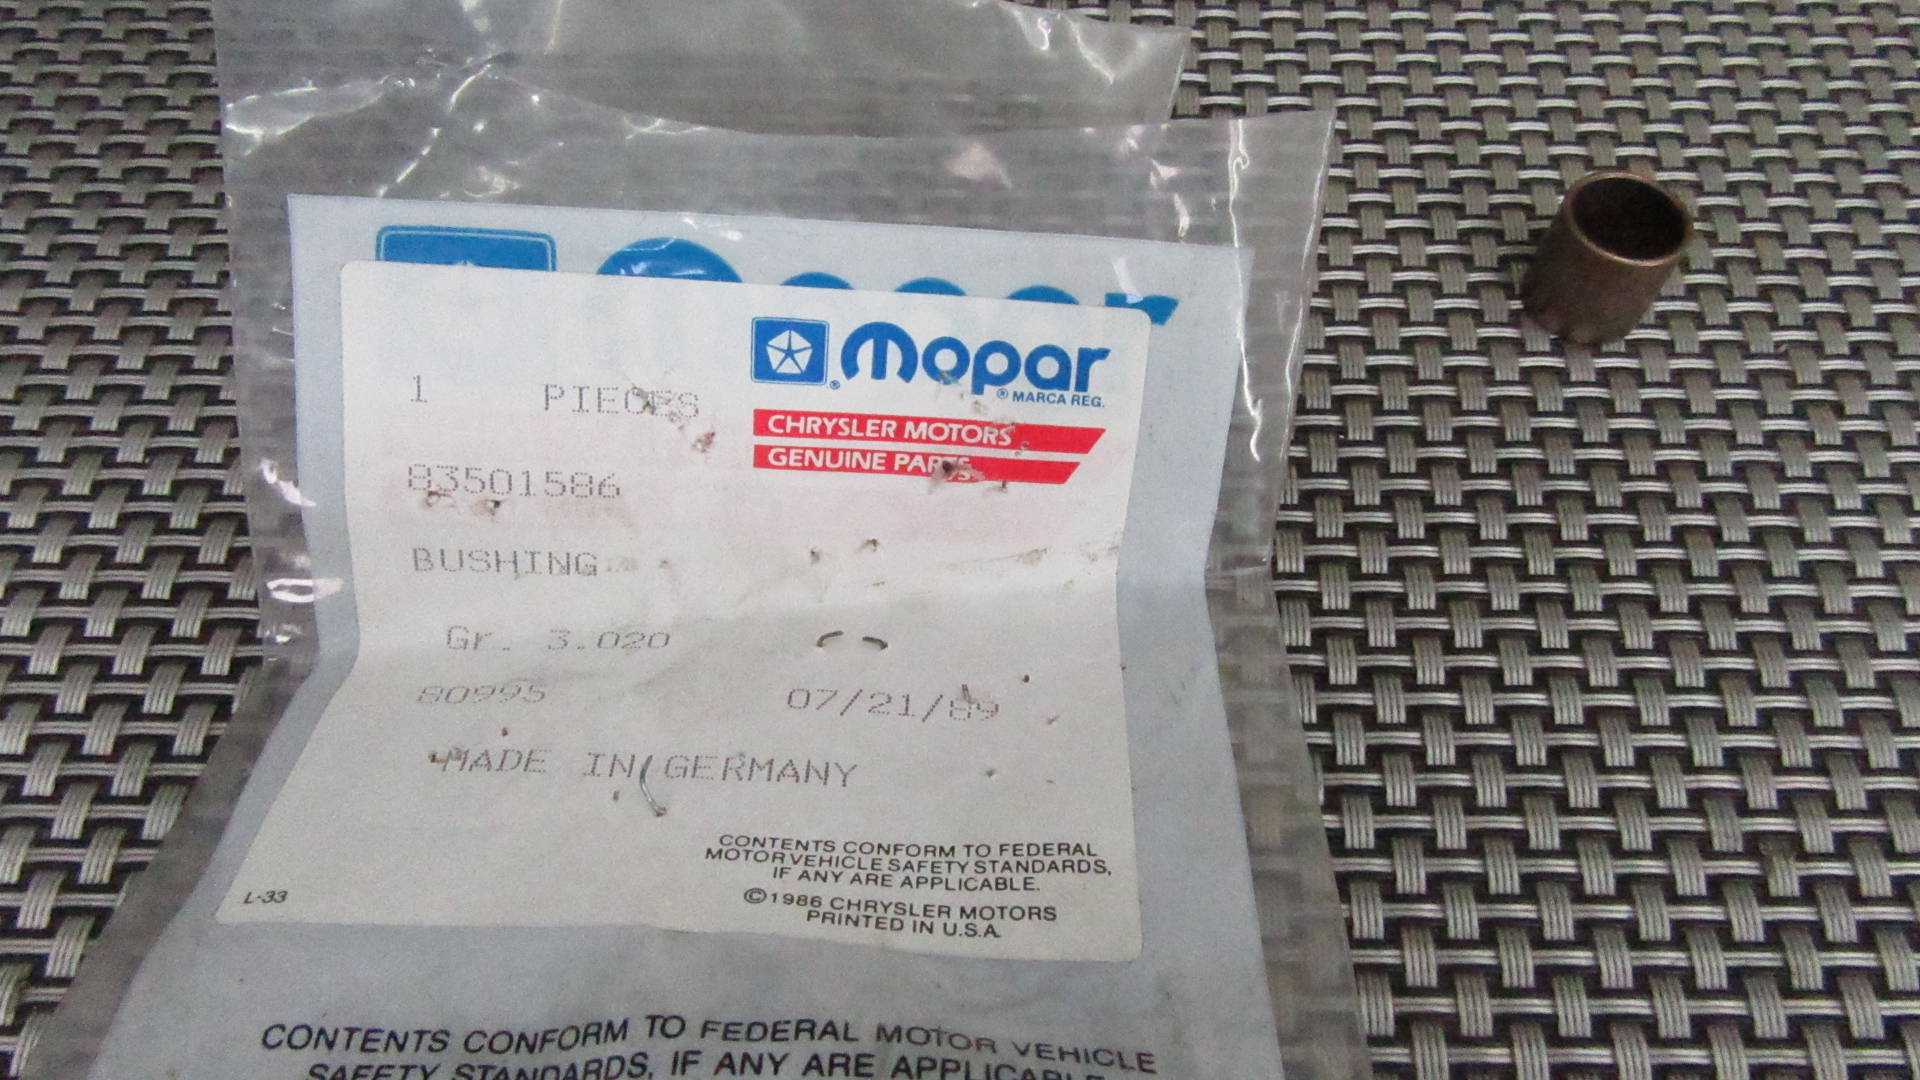 mopar
® MARCA REG.
CHRYSLER MOTORS
GENUINE PARTS
1 PIECES
83501586
BUSHING
Gr. 3.020
80995 07/21/89
MADE IN GERMANY
CONTENTS CONFORM TO FEDERAL
MOTOR VEHICLE SAFETY STANDARDS,
IF ANY ARE APPLICABLE.
L-33
©1986 CHRYSLER MOTORS
PRINTED IN U.S.A.
CONTENTS CONFORM TO FEDERAL MOTOR VEHICLE
SAFETY STANDARDS, IF ANY ARE APPLICABLE.